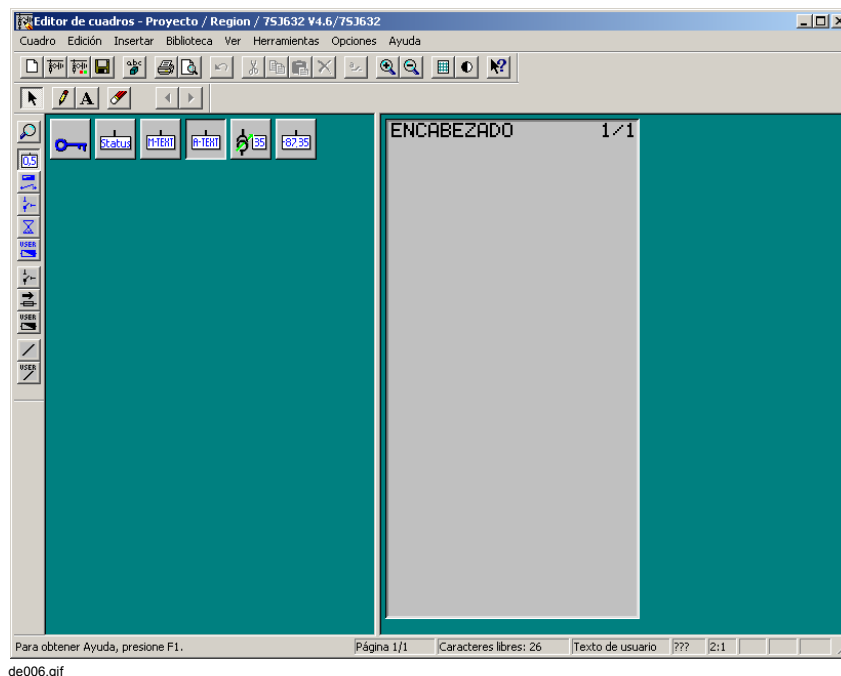 Editor de cuadros - Proyecto / Region / 7SJ632 V4.6/7SJ632
Cuadro Edición Insertar Biblioteca Ver Herramientas Opciones Ayuda
abc
A
0,5
USER
USER
USER
Status M-TEXT A-TEXT 35 -87,35
ENCABEZADO 1/1
Para obtener Ayuda, presione F1. Página 1/1 Caracteres libres: 26 Texto de usuario ??? 2:1
de006.gif